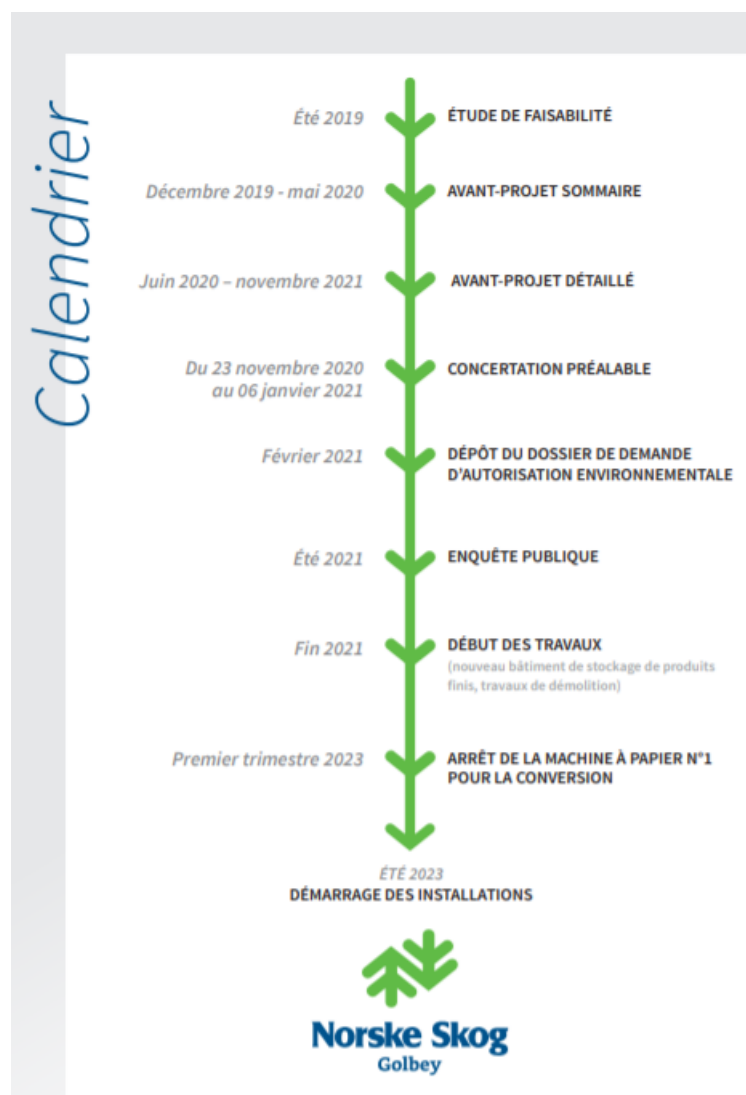 Calendrier
Été 2019
ÉTUDE DE FAISABILITÉ
Décembre 2019 - mai 2020
AVANT-PROJET SOMMAIRE
Juin 2020 – novembre 2021
AVANT-PROJET DÉTAILLÉ
Du 23 novembre 2020
au 06 janvier 2021
CONCERTATION PRÉALABLE
Février 2021
DÉPÔT DU DOSSIER DE DEMANDE
D'AUTORISATION ENVIRONNEMENTALE
Été 2021
ENQUÊTE PUBLIQUE
Fin 2021
DÉBUT DES TRAVAUX
(nouveau bâtiment de stockage de produits
finis, travaux de démolition)
Premier trimestre 2023
ARRÊT DE LA MACHINE À PAPIER N°1
POUR LA CONVERSION
ÉTÉ 2023
DÉMARRAGE DES INSTALLATIONS
Norske Skog
Golbey